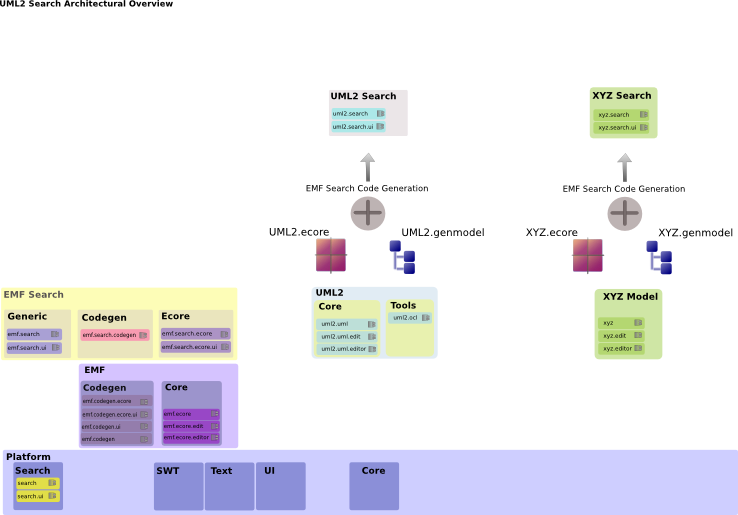 UML2 Search Architectural Overview
UML2 Search
uml2.search
uml2.search.ui
XYZ Search
xyz.search
xyz.search.ui
EMF Search Code Generation
EMF Search Code Generation
UML2.ecore
UML2.genmodel
XYZ.ecore
XYZ.genmodel
EMF Search
Generic
emf.search
emf.search.ui
Codegen
emf.search.codegen
Ecore
emf.search.ecore
emf.search.ecore.ui
UML2
Core
uml2.uml
uml2.uml.edit
uml2.uml.editor
Tools
uml2.ocl
XYZ Model
xyz
xyz.edit
xyz.editor
EMF
Codegen
emf.codegen.ecore
emf.codegen.ecore.ui
emf.codegen.ui
emf.codegen
Core
emf.ecore
emf.ecore.edit
emf.ecore.editor
Platform
Search
search
search.ui
SWT
Text
UI
Core